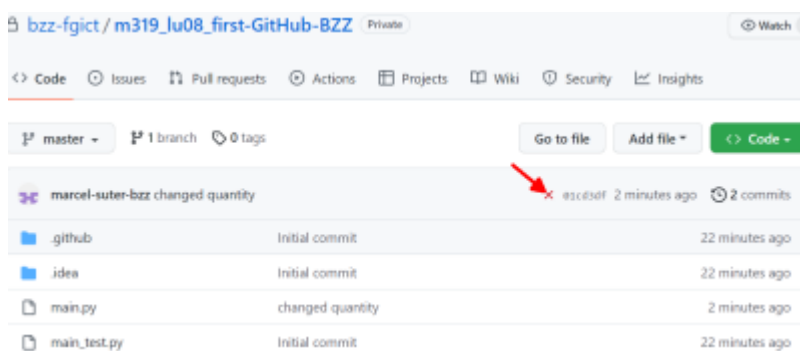 bzz-fgict / m319_lu08_first-GitHub-BZZ Private Watch
<> Code Issues Pull requests Actions Projects Wiki Security Insights
master 1 branch 0 tags Go to file Add file <> Code
marcel-suter-bzz changed quantity 2 minutes ago 2 commits
.github Initial commit 22 minutes ago
.idea Initial commit 22 minutes ago
main.py changed quantity 2 minutes ago
main_test.py Initial commit 22 minutes ago